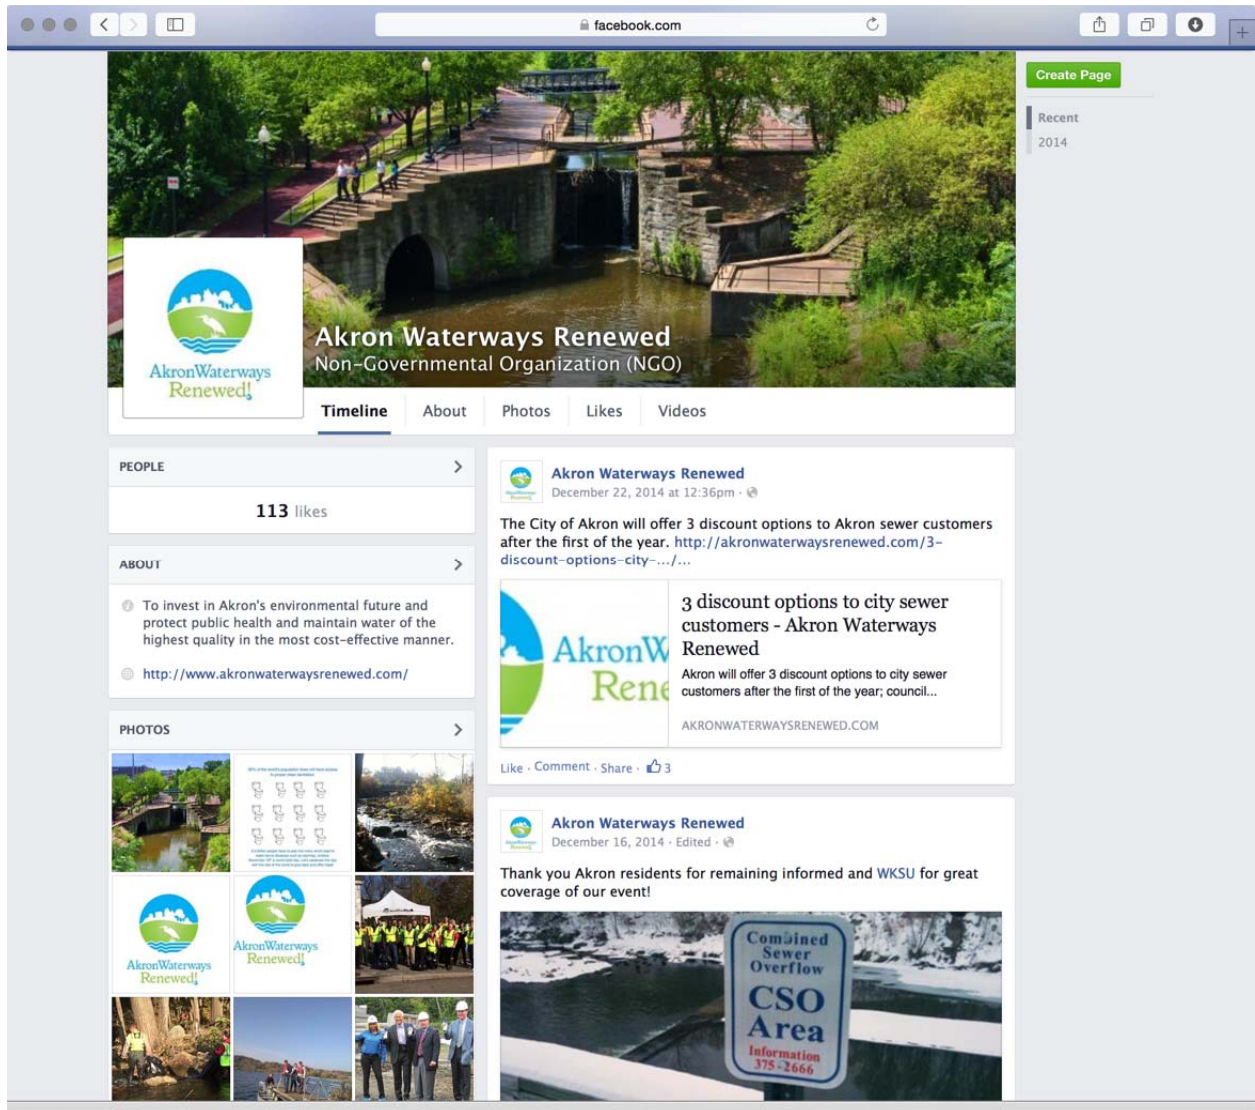 facebook.com
Create Page
Recent
2014
Akron Waterways Renewed
Non-Governmental Organization (NGO)
AkronWaterways
Renewed!
Timeline
About
Photos
Likes
Videos
PEOPLE
113 likes
ABOUT
To invest in Akron's environmental future and
protect public health and maintain water of the
highest quality in the most cost-effective manner.
http://www.akronwaterwaysrenewed.com/
PHOTOS
AkronWaterways
Renewed!
AkronWaterways
Renewed!
Akron Waterways Renewed
December 22, 2014 at 12:36pm ·
The City of Akron will offer 3 discount options to Akron sewer customers
after the first of the year. http://akronwaterwaysrenewed.com/3-
discount-options-city-.../...
AkronW
Rene
3 discount options to city sewer
customers - Akron Waterways
Renewed
Akron will offer 3 discount options to city sewer
customers after the first of the year; council...
AKRONWATERWAYSRENEWED.COM
Like · Comment · Share · 3
Akron Waterways Renewed
December 16, 2014 · Edited ·
Thank you Akron residents for remaining informed and WKSU for great
coverage of our event!
Combined
Sewer
Overflow
CSO
Area
Information
375-2666